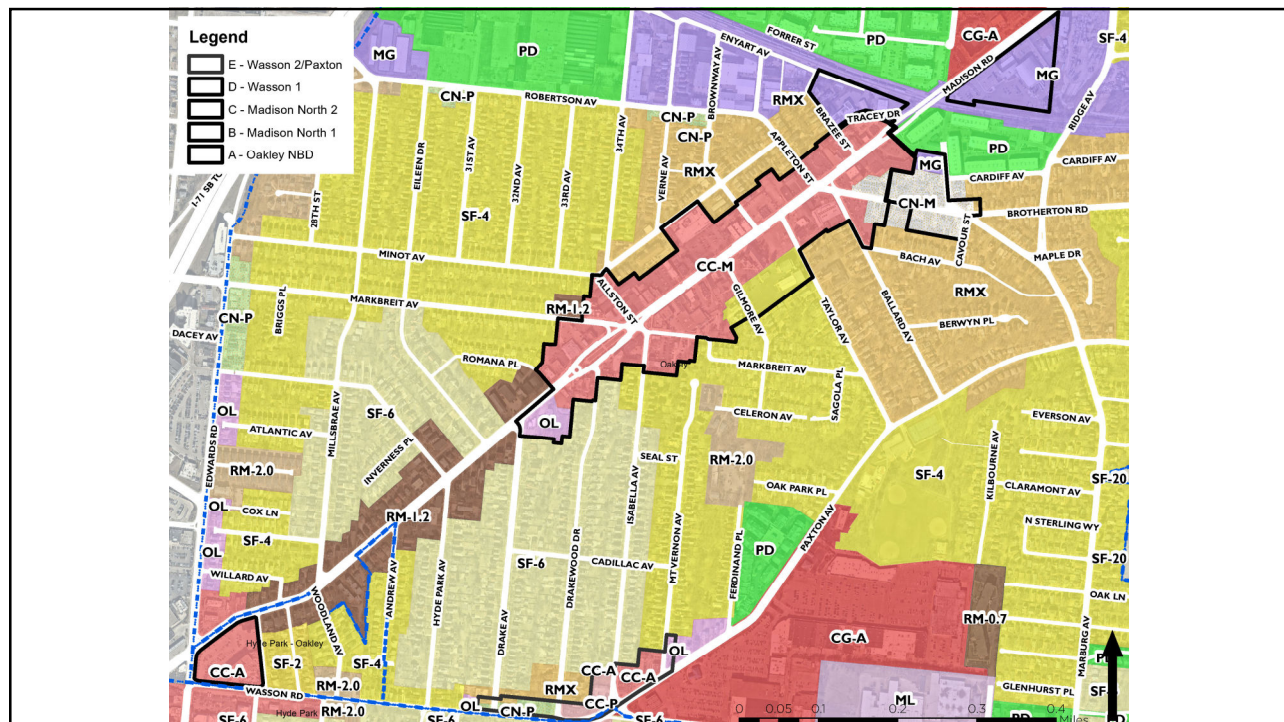 Legend
E - Wasson 2/Paxton
D - Wasson 1
C - Madison North 2
B - Madison North 1
A - Oakley NBD
MG
PD
FORRER ST
PD
CG-A
SF-4
ENYART AV
MADISON RD
MG
RIDGE AV
I-71 SB TO
CN-P
ROBERTSON AV
34TH AV
BROWNWAY AV
RMX
BRAZEE ST
TRACEY DR
CN-P
CN-P
VERNE AV
APPLETON ST
EILEEN DR
31ST AV
32ND AV
33RD AV
RMX
PD
MG
CARDIFF AV
CARDIFF AV
28TH ST
SF-4
CN-M
BROTHERTON RD
CAVOUR ST
MINOT AV
CC-M
BACH AV
MAPLE DR
ALLSTON ST
GILMORE AV
RMX
MARKBREIT AV
RM-1.2
TAYLOR AV
BALLARD AV
BERWYN PL
BRIGGS PL
CN-P
DACEY AV
ROMANA PL
Oakley
MARKBREIT AV
SAGOLA PL
MILLSBRAE AV
SF-6
OL
CELERON AV
EVERSON AV
OL
ATLANTIC AV
INVERNESS PL
EDWARDS RD
RM-2.0
SEAL ST
RM-2.0
SF-4
KILBOURNE AV
CLARAMONT AV
SF-20
ISABELLA AV
OAK PARK PL
OL
COX LN
RM-1.2
N STERLING WY
SF-4
PD
PAXTON AV
SF-20
OL
WILLARD AV
SF-6
CADILLAC AV
MT VERNON AV
FERDINAND PL
OAK LN
WOODLAND AV
ANDREW AV
HYDE PARK AV
DRAKE AV
DRAKEWOOD DR
RM-0.7
MARBURG AV
Hyde Park - Oakley
CG-A
OL
CC-A
SF-2
SF-4
CC-A
CC-A
PD
RM-2.0
RMX
WASSON RD
OL
CN-P
CC-P
ML
GLENHURST PL
SF-6
Hyde Park
RM-2.0
SF-6
SF-6
PD
PD
0
0.05
0.1
0.2
0.3
0.4
Miles